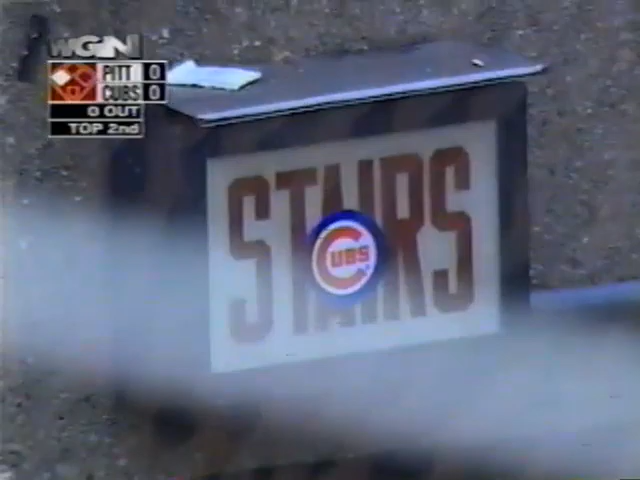 WGN
PITT 0
CUBS 0
0 OUT
TOP 2nd
STAIRS
CUBS